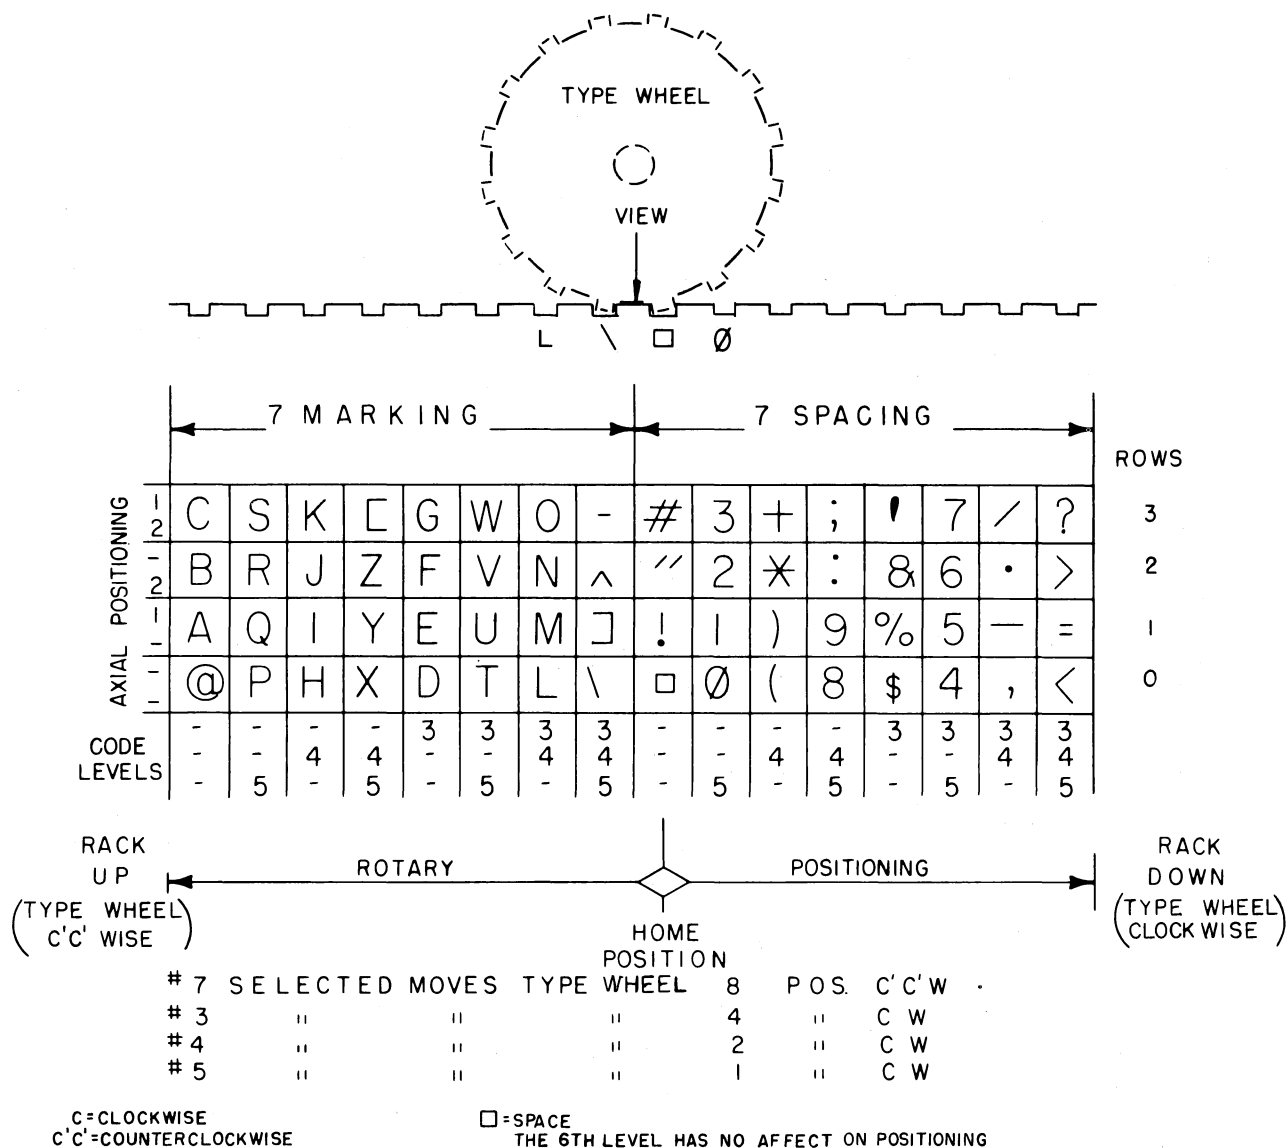 TYPE WHEEL
VIEW
L \ □ Ø
7 MARKING 7 SPACING
ROWS
AXIAL POSITIONING
1 2 C S K [ G W O - # 3 + ; ' 7 / ? 3
- 2 B R J Z F V N ^ " 2 * : & 6 . > 2
1 - A Q I Y E U M ] ! 1 ) 9 % 5 — = 1
- - @ P H X D T L \ □ Ø ( 8 $ 4 , < 0
CODE LEVELS
- - - - 3 3 3 3 - - - - 3 3 3 3
- - 4 4 - - 4 4 - - 4 4 - - 4 4
- 5 - 5 - 5 - 5 - 5 - 5 - 5 - 5
RACK UP
(TYPE WHEEL C'C' WISE)
ROTARY POSITIONING
RACK DOWN
(TYPE WHEEL CLOCKWISE)
HOME
POSITION
# 7 SELECTED MOVES TYPE WHEEL 8 POS. C'C'W .
# 3 " " " 4 " C W
# 4 " " " 2 " C W
# 5 " " " 1 " C W
C=CLOCKWISE
C'C'=COUNTERCLOCKWISE
□=SPACE
THE 6TH LEVEL HAS NO AFFECT ON POSITIONING